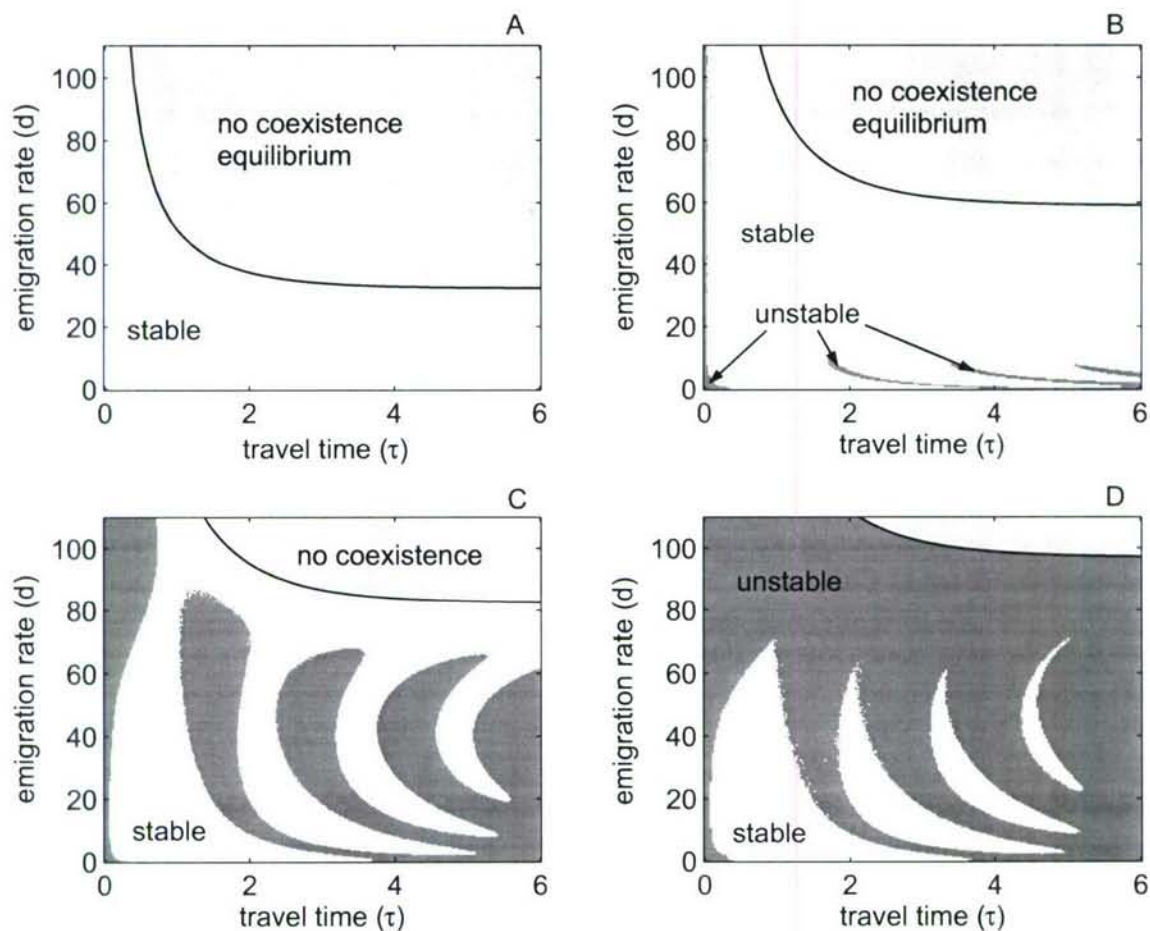 A
emigration rate (d)
100
80
60
40
20
0
no coexistence
equilibrium
stable
0 2 4 6
travel time (τ)
B
emigration rate (d)
100
80
60
40
20
0
no coexistence
equilibrium
stable
unstable
0 2 4 6
travel time (τ)
C
emigration rate (d)
100
80
60
40
20
0
no coexistence
stable
0 2 4 6
travel time (τ)
D
emigration rate (d)
100
80
60
40
20
0
unstable
stable
0 2 4 6
travel time (τ)